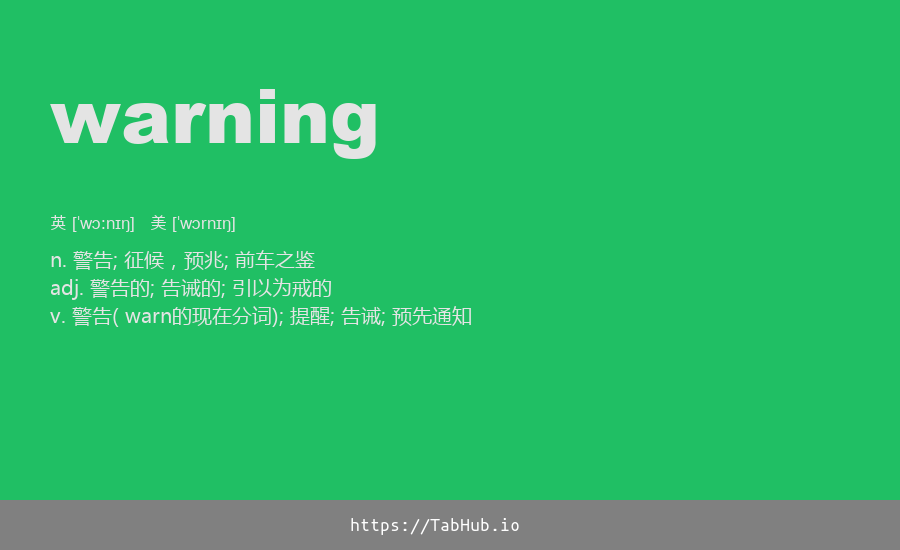 warning
英 [ˈwɔːnɪŋ] 美 [ˈwɔrnɪŋ]
n. 警告; 征候，预兆; 前车之鉴
adj. 警告的; 告诫的; 引以为戒的
v. 警告( warn的现在分词); 提醒; 告诫; 预先通知
https://TabHub.io